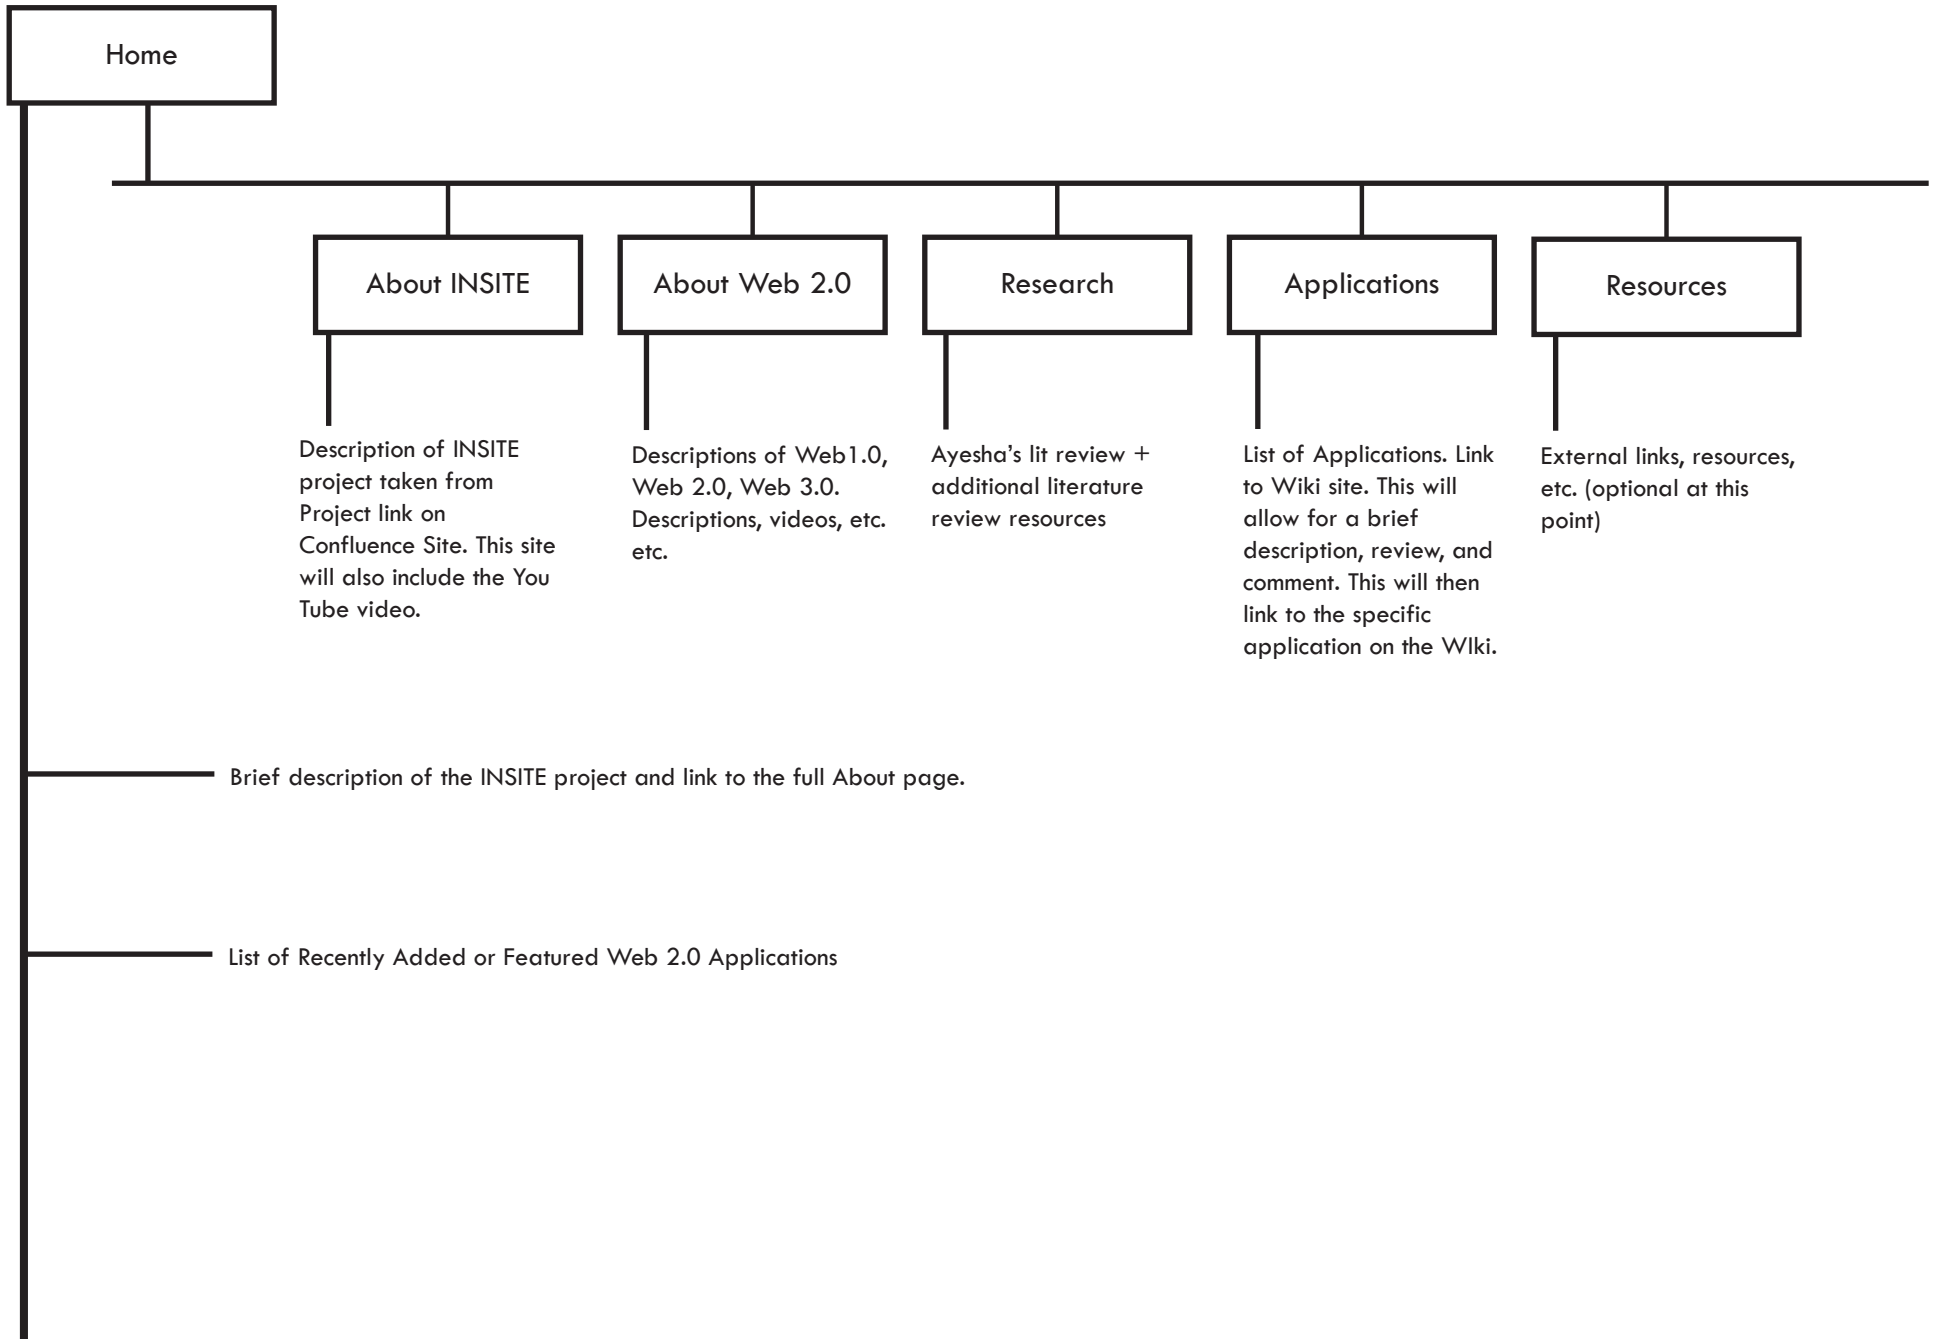 Home
About INSITE
About Web 2.0
Research
Applications
Resources
Description of INSITE
project taken from
Project link on
Confluence Site. This site
will also include the You
Tube video.
Descriptions of Web1.0,
Web 2.0, Web 3.0.
Descriptions, videos, etc.
etc.
Ayesha’s lit review +
additional literature
review resources
List of Applications. Link
to Wiki site. This will
allow for a brief
description, review, and
comment. This will then
link to the specific
application on the WIki.
External links, resources,
etc. (optional at this
point)
Brief description of the INSITE project and link to the full About page.
List of Recently Added or Featured Web 2.0 Applications